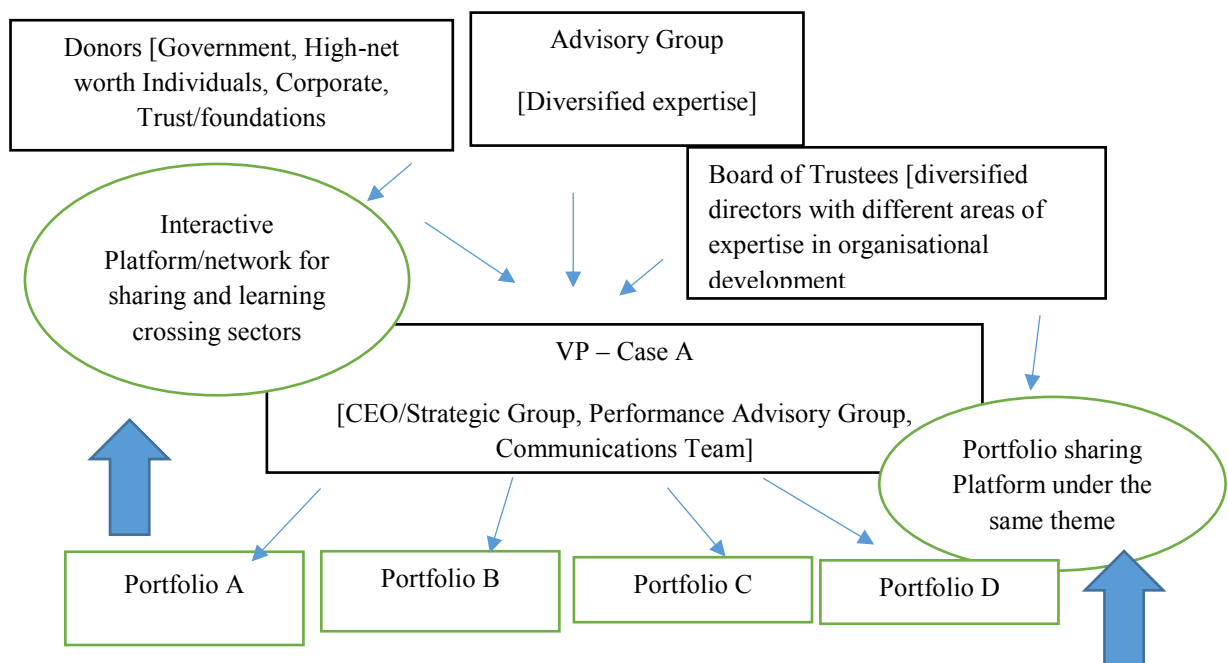 Donors [Government, High-net
worth Individuals, Corporate,
Trust/foundations
Advisory Group
[Diversified expertise]
Board of Trustees [diversified
directors with different areas of
expertise in organisational
development
Interactive
Platform/network for
sharing and learning
crossing sectors
VP – Case A
[CEO/Strategic Group, Performance Advisory Group,
Communications Team]
Portfolio sharing
Platform under the
same theme
Portfolio A
Portfolio B
Portfolio C
Portfolio D